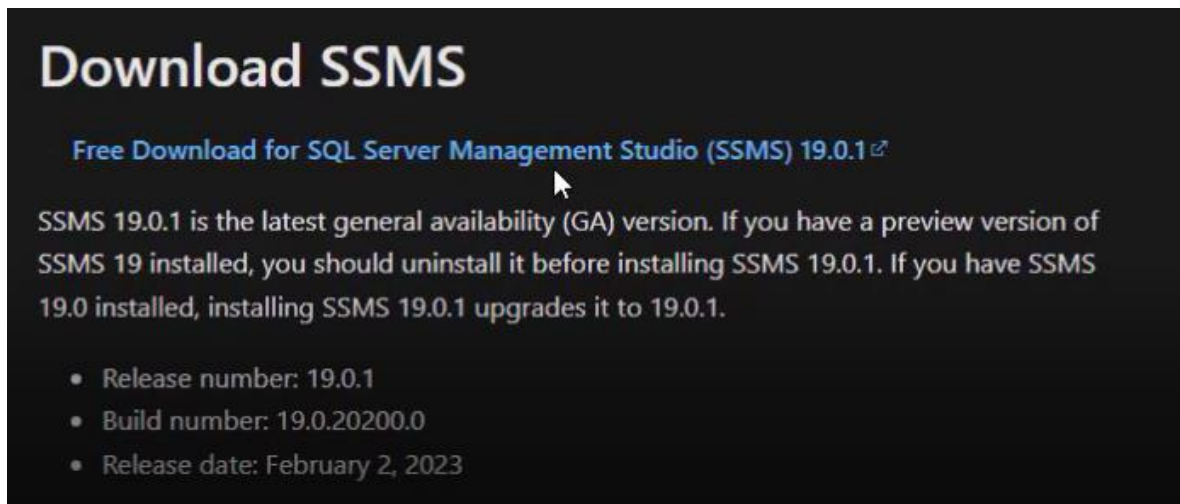 Download SSMS
Free Download for SQL Server Management Studio (SSMS) 19.0.1
SSMS 19.0.1 is the latest general availability (GA) version. If you have a preview version of
SSMS 19 installed, you should uninstall it before installing SSMS 19.0.1. If you have SSMS
19.0 installed, installing SSMS 19.0.1 upgrades it to 19.0.1.
• Release number: 19.0.1
• Build number: 19.0.20200.0
• Release date: February 2, 2023